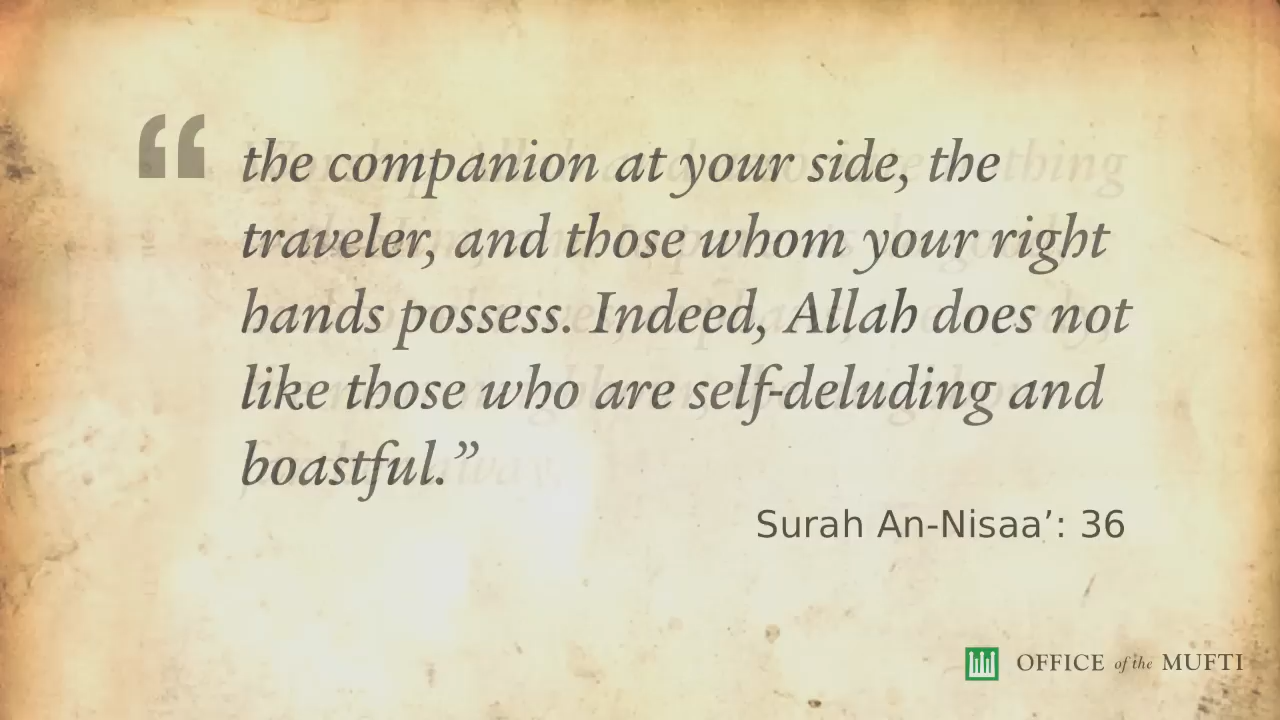 “ the companion at your side, the
traveler, and those whom your right
hands possess. Indeed, Allah does not
like those who are self-deluding and
boastful.”
Surah An-Nisaa’: 36
OFFICE of the MUFTI